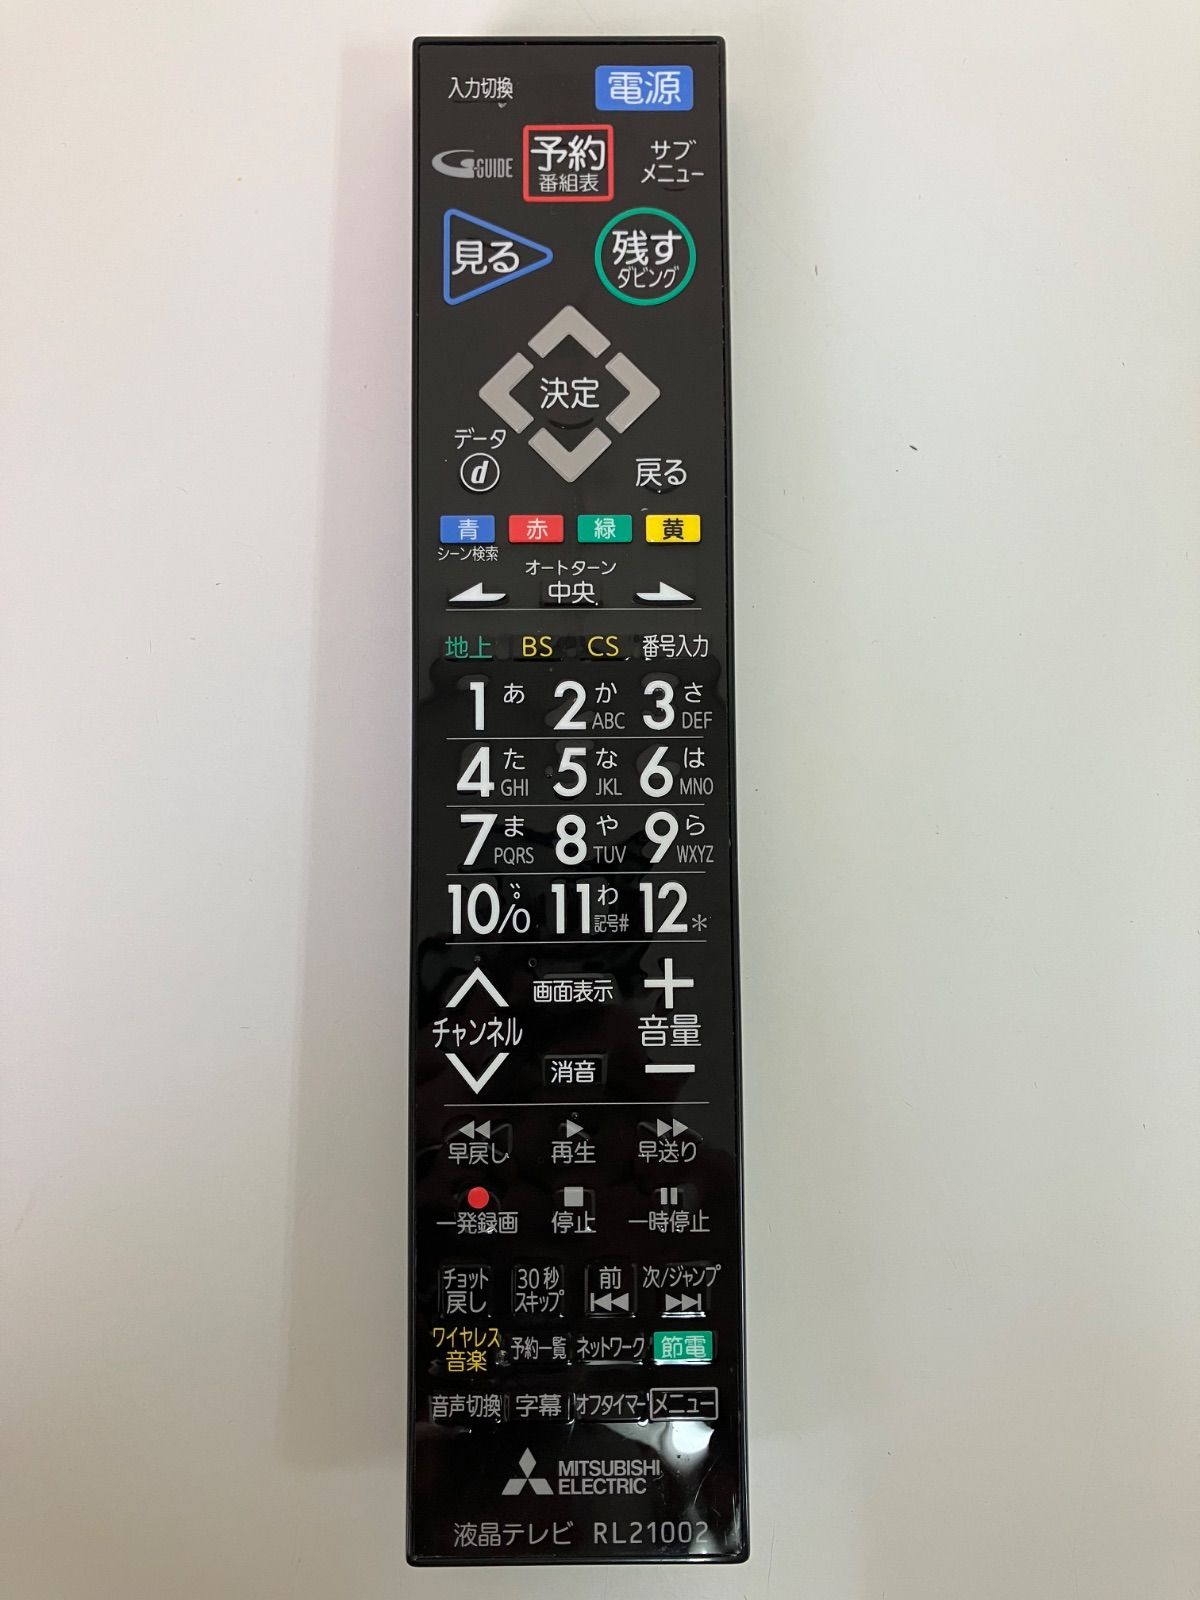 入力切換
電源
G-GUIDE
予約
番組表
サブ
メニュー
見る
残す
ダビング
決定
データ
d
戻る
青 赤 緑 黄
シーン検索
オートターン
中央
地上 BS CS 番号入力
1 あ
2 か ABC
3 さ DEF
4 た GHI
5 な JKL
6 は MNO
7 ま PQRS
8 や TUV
9 ら WXYZ
10/0 ゛゜
11 わ 記号#
12 *
画面表示
+
チャンネル
音量
消音
−
早戻し 再生 早送り
一発録画 停止 一時停止
チョット
戻し
30秒
スキップ
前
次/ジャンプ
ワイヤレス
音楽
予約一覧 ネットワーク 節電
音声切換 字幕 オフタイマー メニュー
MITSUBISHI
ELECTRIC
液晶テレビ RL21002